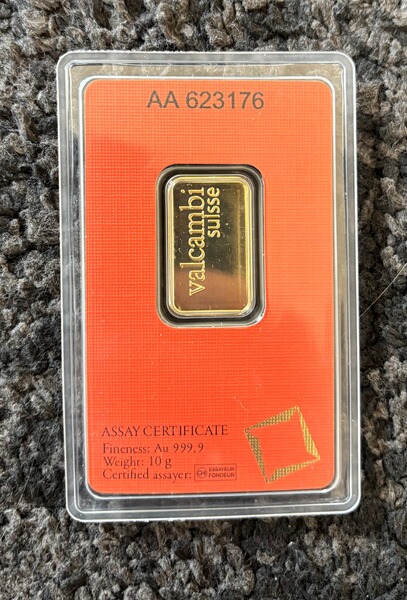 AA 623176
valcambi
suisse
ASSAY CERTIFICATE
Fineness: Au 999,9
Weight: 10 g
Certified assayer:
ESSAYEUR
FONDEUR